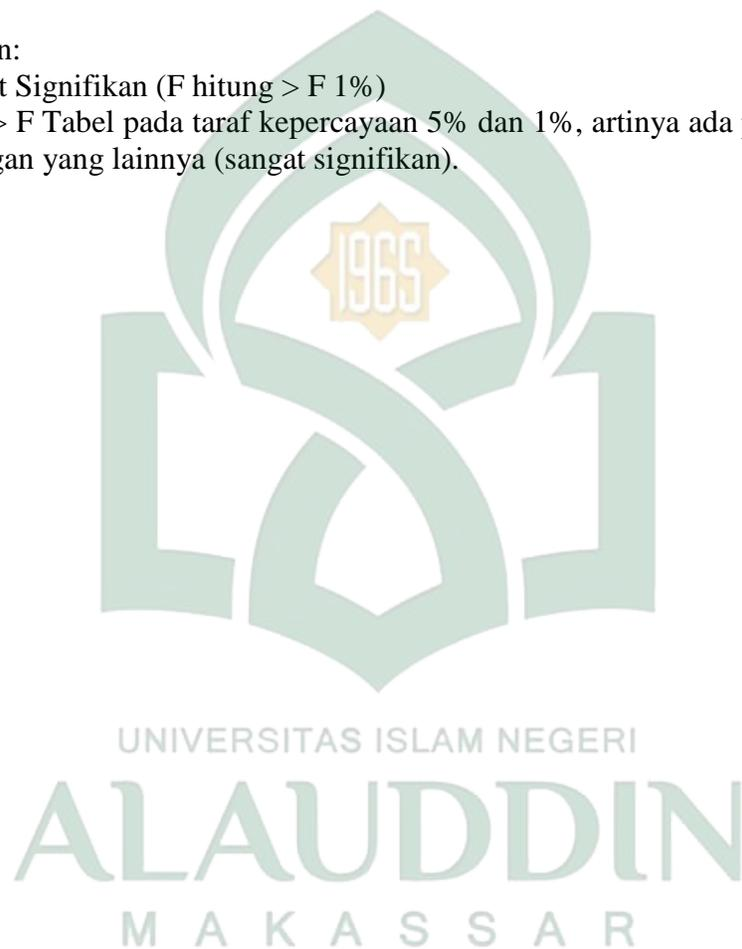 n:
t Signifikan (F hitung > F 1%)
> F Tabel pada taraf kepercayaan 5% dan 1%, artinya ada
gan yang lainnya (sangat signifikan).
1965
UNIVERSITAS ISLAM NEGERI
ALAUDDIN
MAKASSAR